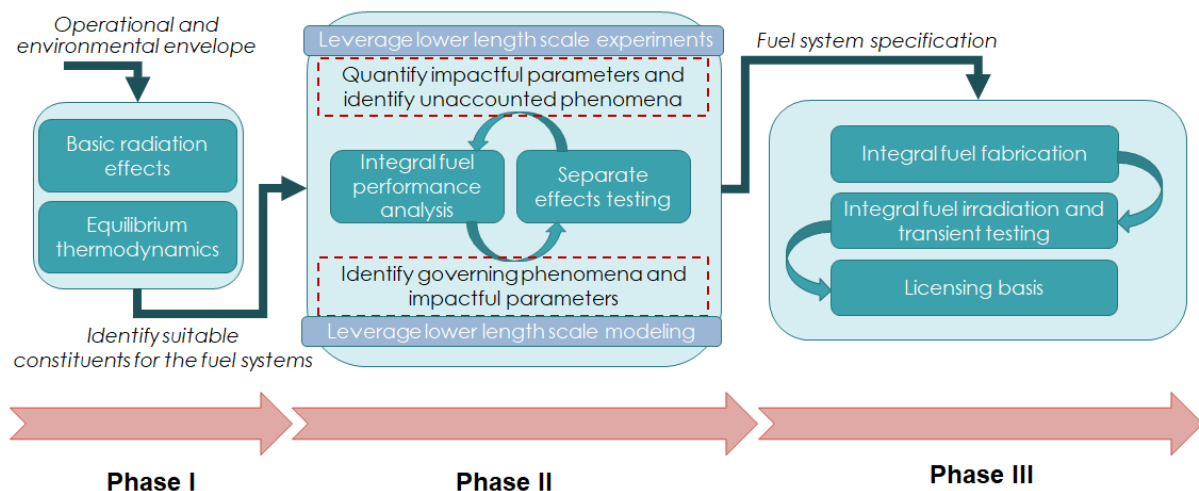 Operational and
environmental envelope
Basic radiation
effects
Equilibrium
thermodynamics
Identify suitable
constituents for the fuel systems
Leverage lower length scale experiments
Quantify impactful parameters and
identify unaccounted phenomena
Integral fuel
performance
analysis
Separate
effects testing
Identify governing phenomena and
impactful parameters
Leverage lower length scale modeling
Fuel system specification
Integral fuel fabrication
Integral fuel irradiation and
transient testing
Licensing basis
Phase I
Phase II
Phase III